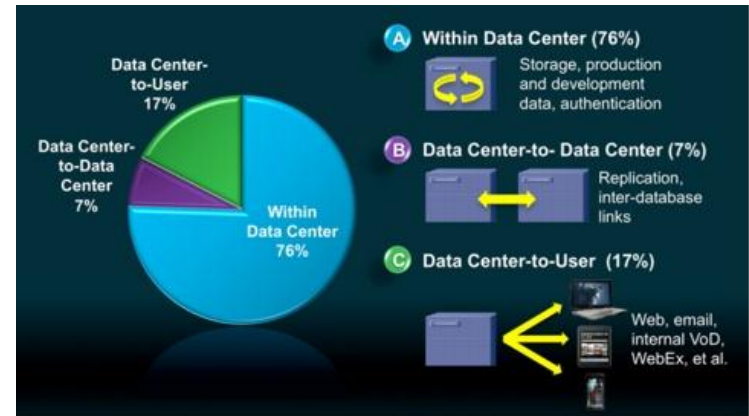 Data Center-
to-User
17%
Data Center-
to-Data
Center
7%
Within
Data Center
76%
A Within Data Center (76%)
Storage, production
and development
data, authentication
B Data Center-to- Data Center (7%)
Replication,
inter-database
links
C Data Center-to-User (17%)
Web, email,
internal VoD,
WebEx, et al.